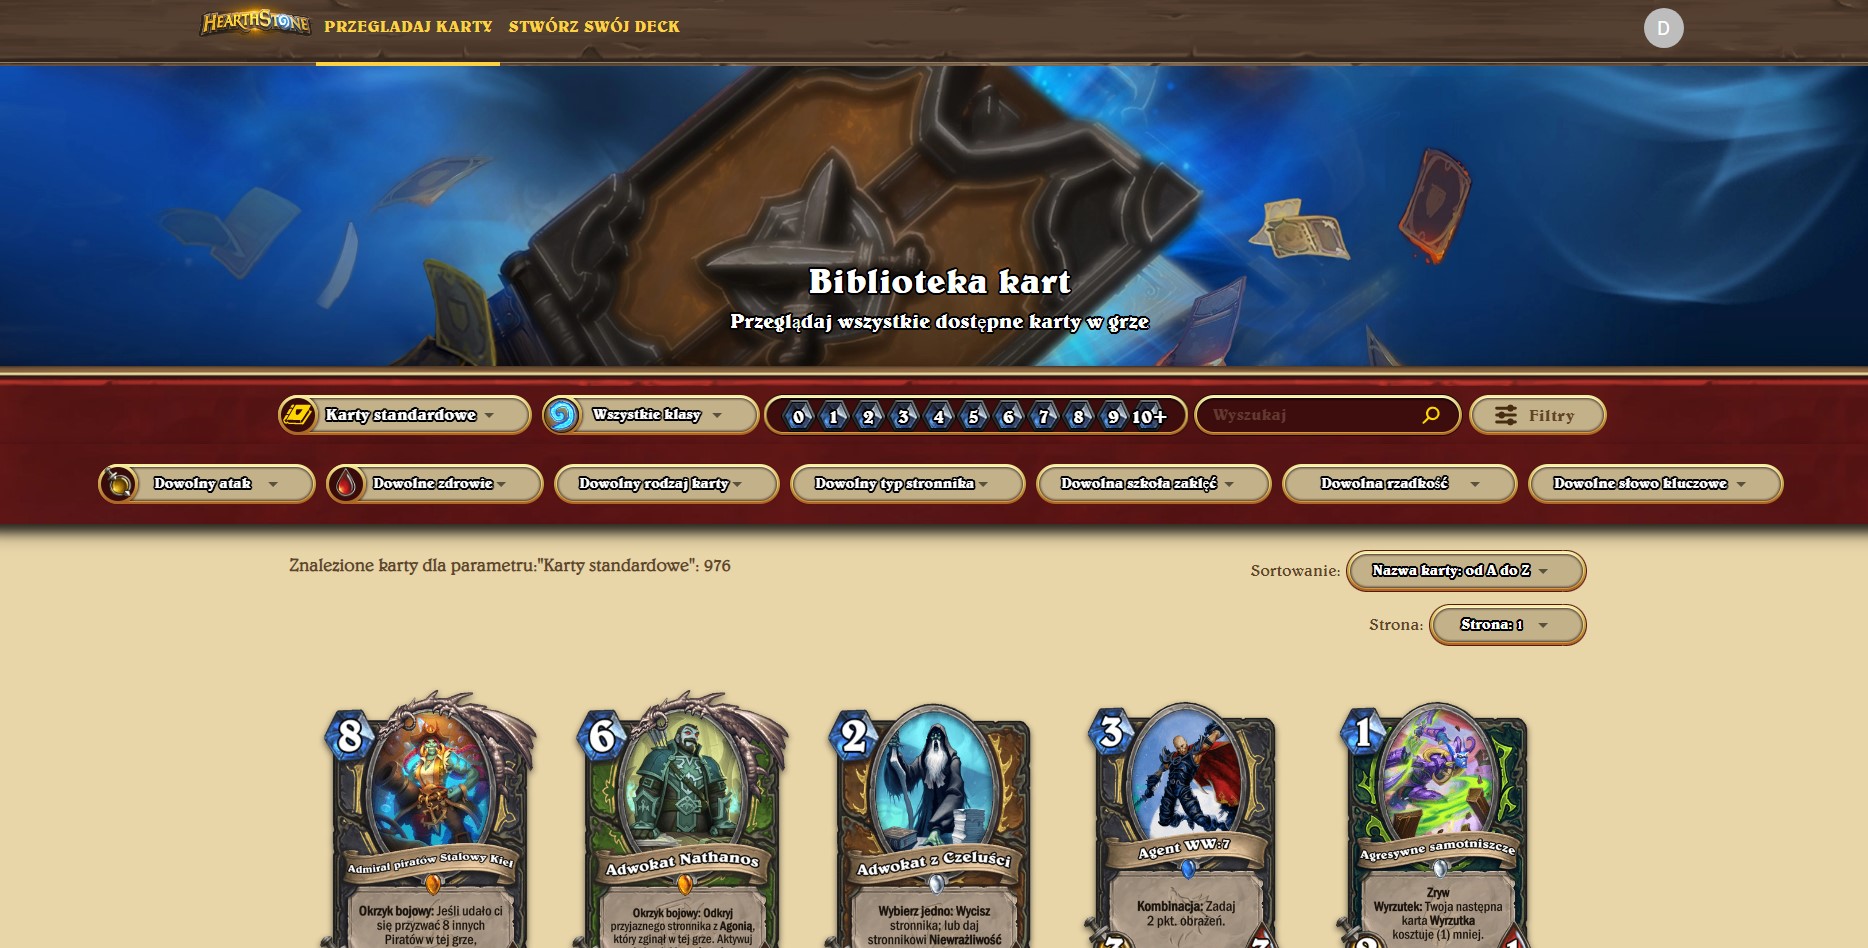 HEARTHSTONE
PRZEGLADAJ KARTY
STWÓRZ SWÓJ DECK
D
Biblioteka kart
Przeglądaj wszystkie dostępne karty w grze
Karty standardowe
Wszystkie klasy
0 1 2 3 4 5 6 7 8 9 10+
Wyszukaj
Filtry
Dowolny atak
Dowolne zdrowie
Dowolny rodzaj karty
Dowolny typ stronnika
Dowolna szkoła zaklęć
Dowolna rzadkość
Dowolne słowo kluczowe
Znalezione karty dla parametru:"Karty standardowe": 976
Sortowanie:
Nazwa karty: od A do Z
Strona:
Strona: 1
8
Admirał piratów Stalowy Kieł
Okrzyk bojowy: Jeśli udało ci
się przyzwać 8 innych
Piratów w tej grze,
6
Adwokat Nathanos
Okrzyk bojowy: Odkryj
przyjaznego stronnika z Agonią,
który zginął w tej grze. Aktywuj
2
Adwokat z Czeluści
Wybierz jedno: Wycisz
stronnika; lub daj
stronnikowi Niewrażliwość
3
Agent WW:7
Kombinacja: Zadaj
2 pkt. obrażeń.
1
Agresywne samotniszcze
Zryw
Wyrzutek: Twoja następna
karta Wyrzutka
kosztuje (1) mniej.